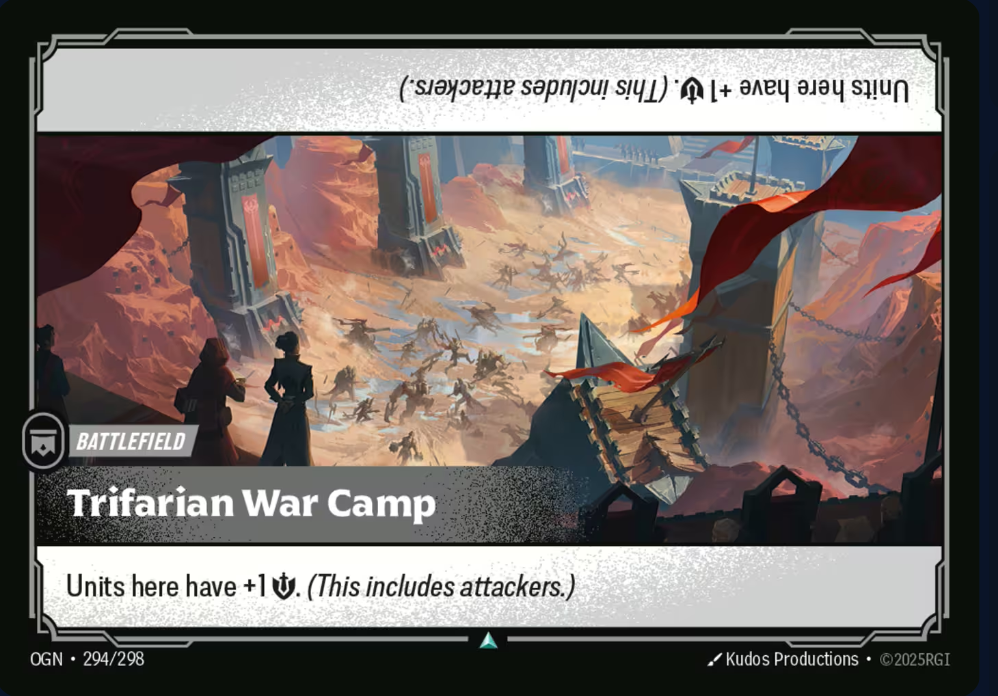 Units here have +1. (This includes attackers.)
BATTLEFIELD
Trifarian War Camp
Units here have +1. (This includes attackers.)
OGN • 294/298
Kudos Productions • ©2025RGI